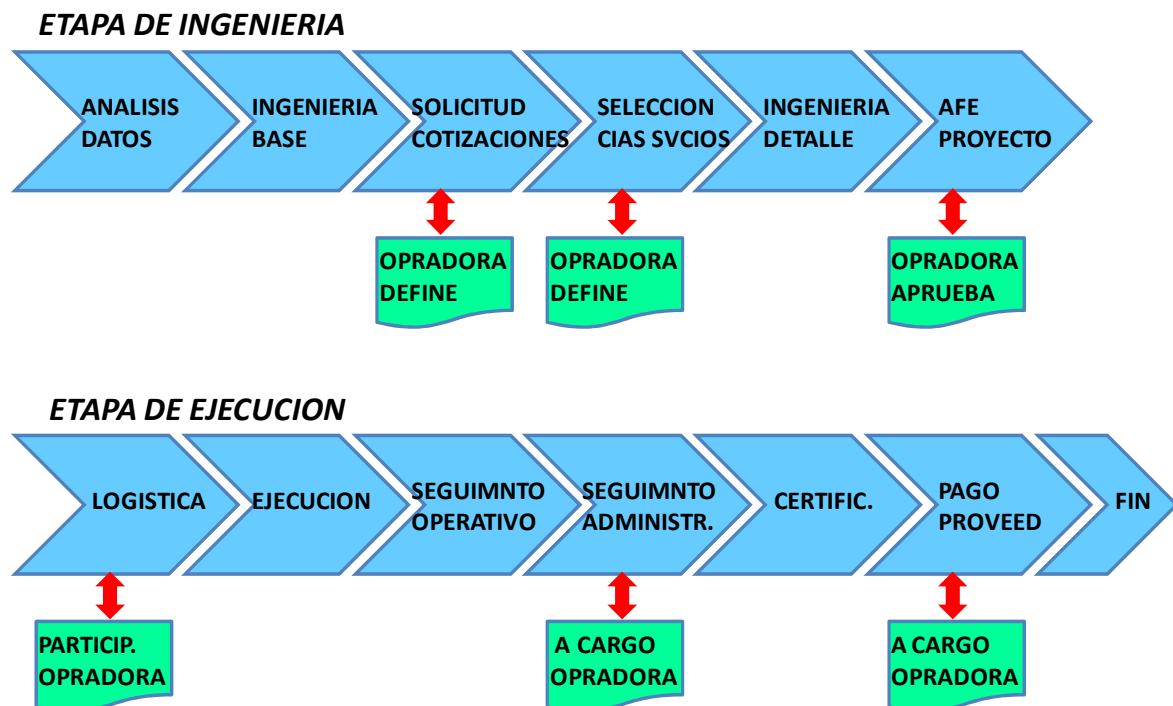 ETAPA DE INGENIERIA
ANALISIS
DATOS
INGENIERIA
BASE
SOLICITUD
COTIZACIONES
SELECCION
CIAS SVCIOS
INGENIERIA
DETALLE
AFE
PROYECTO
OPRADORA
DEFINE
OPRADORA
DEFINE
OPRADORA
APRUEBA
ETAPA DE EJECUCION
LOGISTICA
EJECUCION
SEGUIMNTO
OPERATIVO
SEGUIMNTO
ADMINISTR.
CERTIFIC.
PAGO
PROVEED
FIN
PARTICIP.
OPRADORA
A CARGO
OPRADORA
A CARGO
OPRADORA